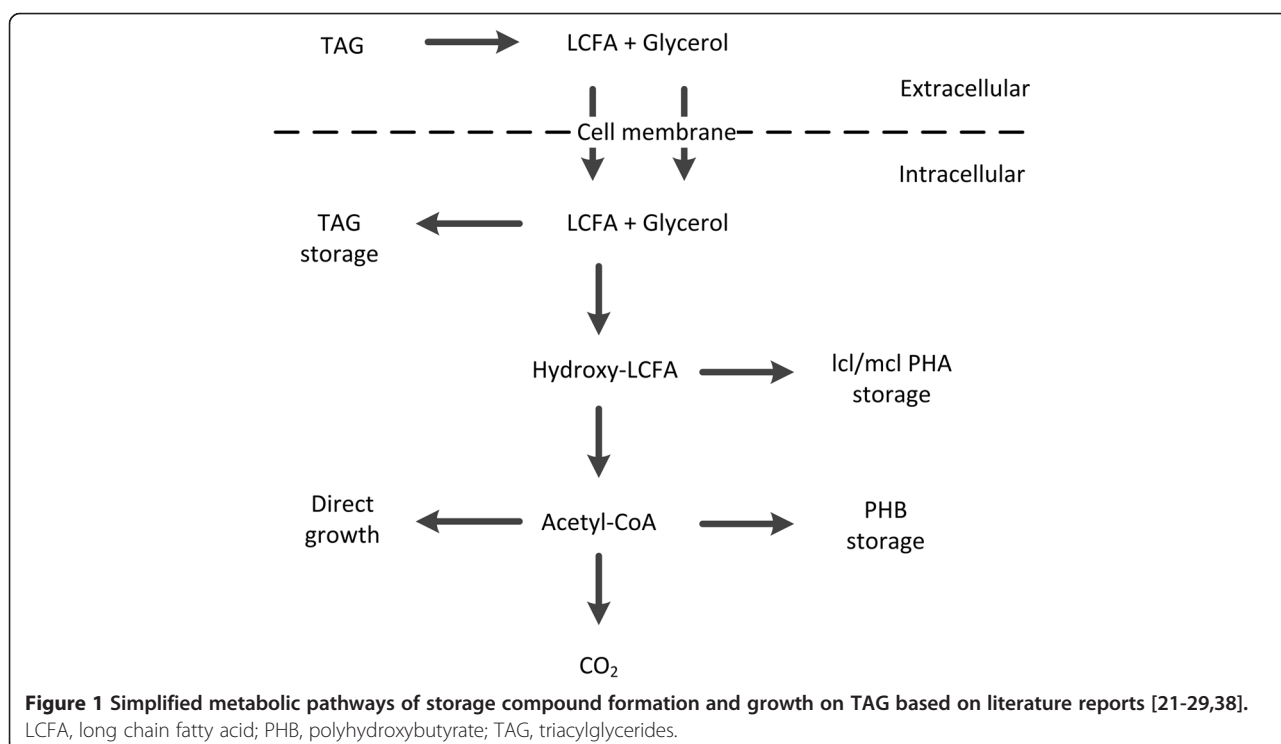 TAG
LCFA + Glycerol
Extracellular
Cell membrane
Intracellular
TAG
storage
LCFA + Glycerol
Hydroxy-LCFA
lcl/mcl PHA
storage
Direct
growth
Acetyl-CoA
PHB
storage
CO₂
Figure 1 Simplified metabolic pathways of storage compound formation and growth on TAG based on literature reports [21-29,38].
LCFA, long chain fatty acid; PHB, polyhydroxybutyrate; TAG, triacylglycerides.